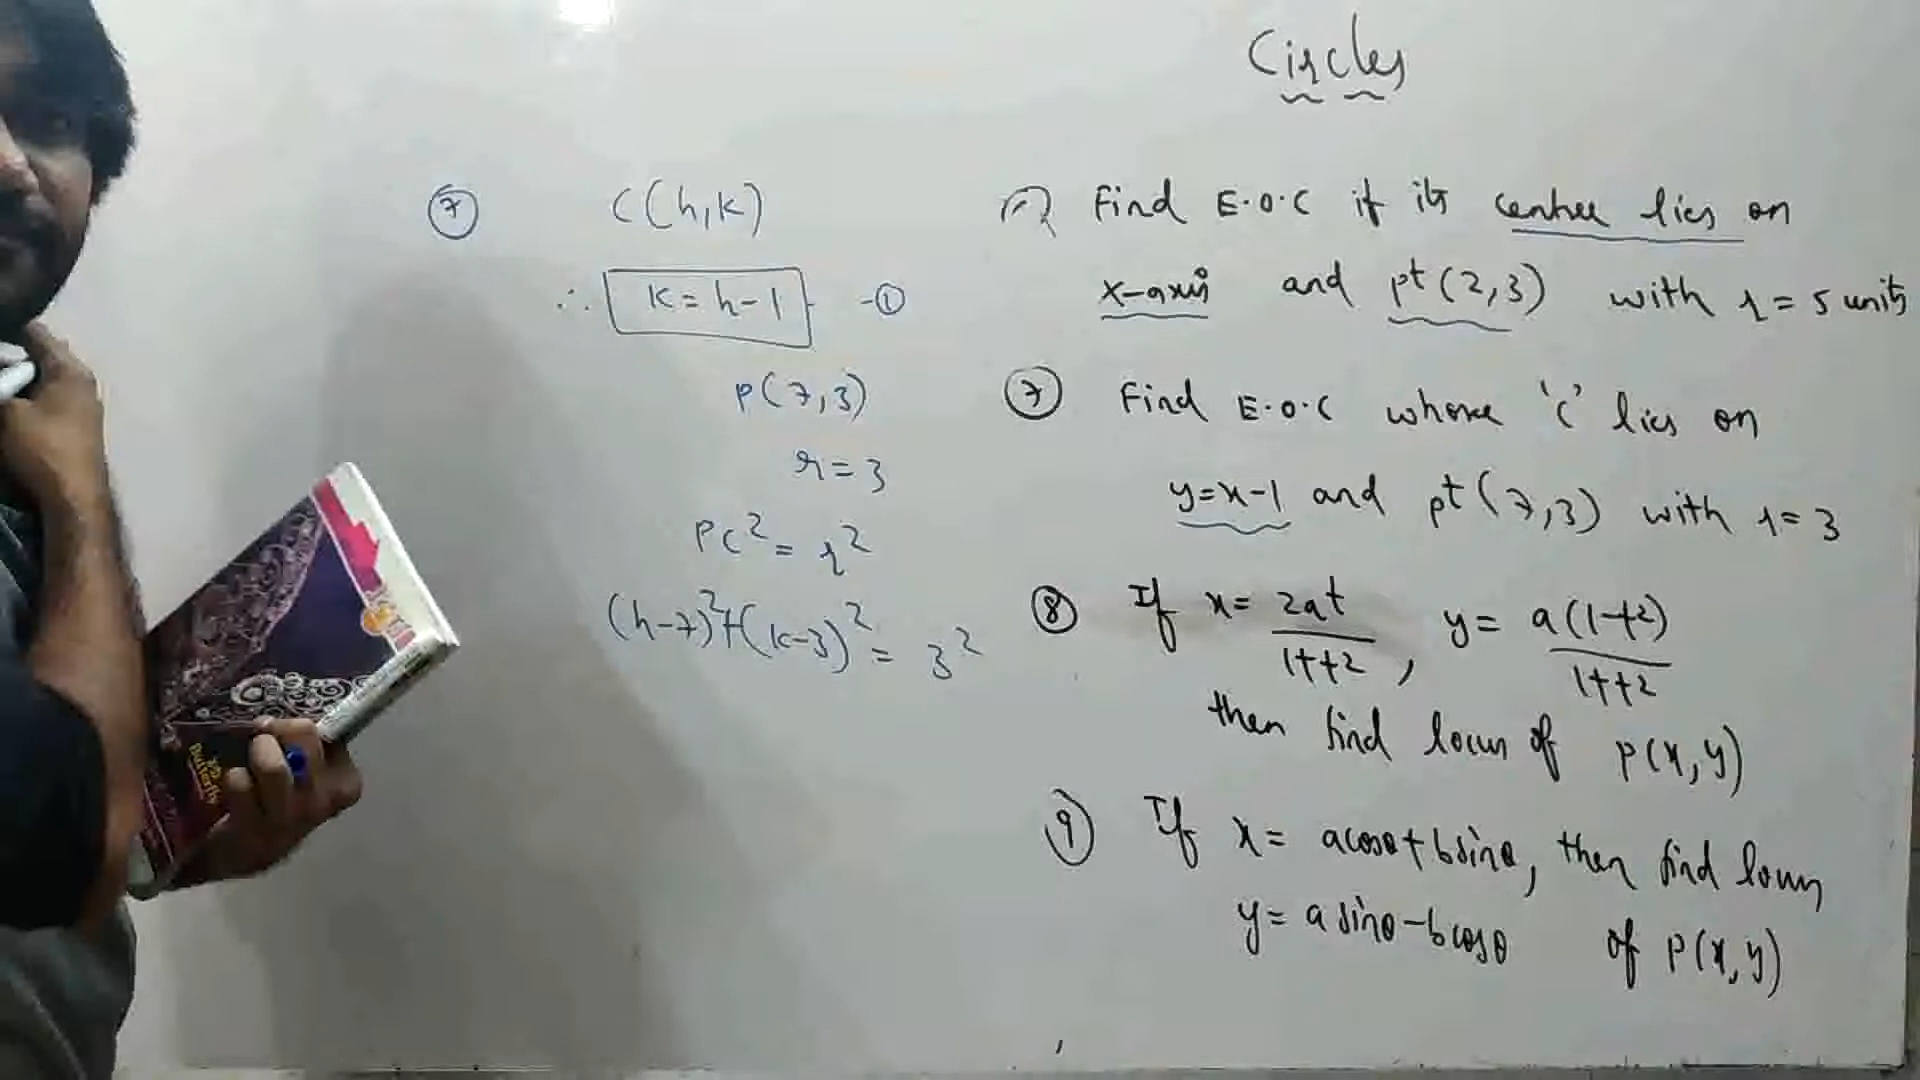 Circles
⑦ C(h,k)
∴ k=h-1 -①
P(7,3)
r=3
PC²=r²
(h-7)²+(k-3)²=3²
Find E.O.C if its centre lies on
x-axis and pt(2,3) with r=5 units
⑦ Find E.O.C whose 'C' lies on
y=x-1 and pt(7,3) with r=3
⑧ If x=2at/1+t², y=a(1-t²)/1+t²
then find locus of P(x,y)
⑨ If x=acosθ+bsinθ, then find locus
y=asinθ-bcosθ of P(x,y)
Butterfly